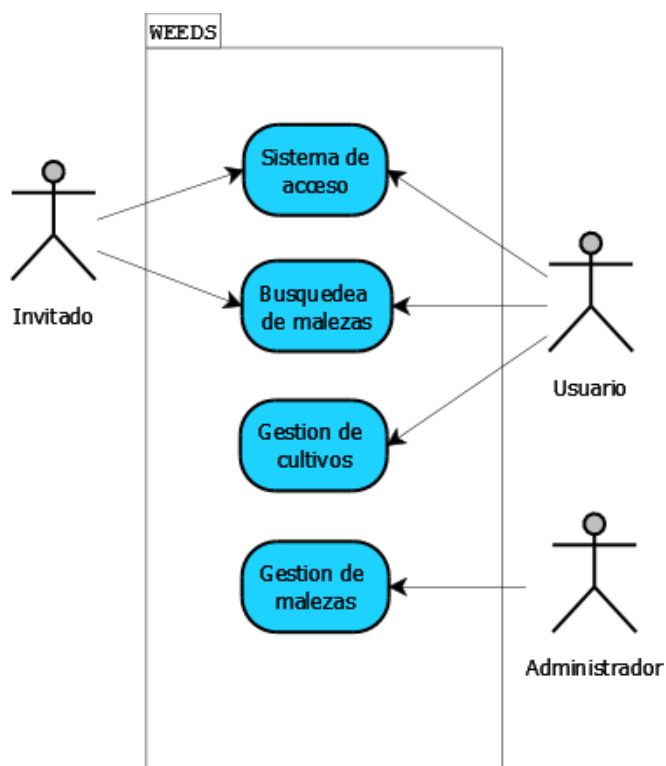 WEEDS
Sistema de
acceso
Invitado
Busquedea
de malezas
Usuario
Gestion de
cultivos
Gestion de
malezas
Administrador